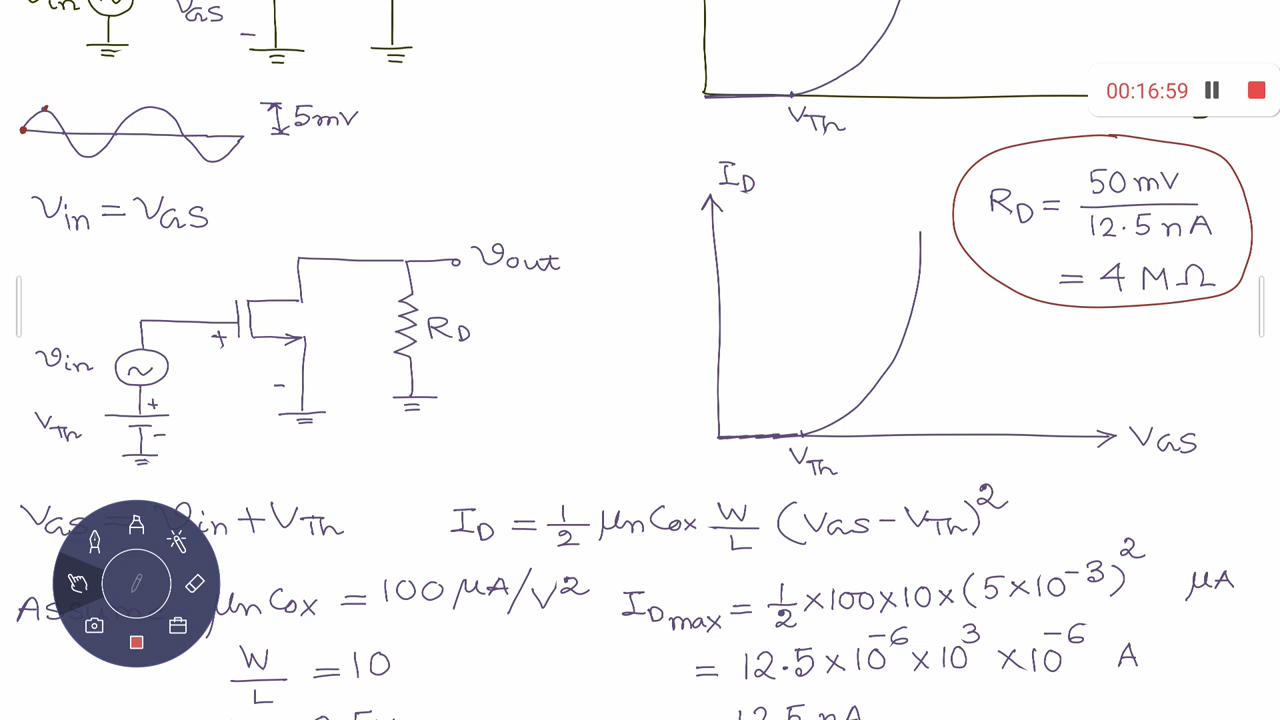 Vin
Vas
-
VTh
00:16:59
5mV
Vin = VGS
ID
RD = 50 mV / 12.5 nA
= 4 MΩ
Vout
RD
+
-
Vin
+
VTh
-
VGS
VTh
VGS = Vin + VTh
ID = 1/2 μnCox W/L (VGS - VTh)^2
μnCox = 100 μA/V2
IDmax = 1/2 × 100 × 10 × (5×10^-3)^2 μA
W/L = 10
= 12.5 × 10^-6 × 10^3 × 10^-6 A